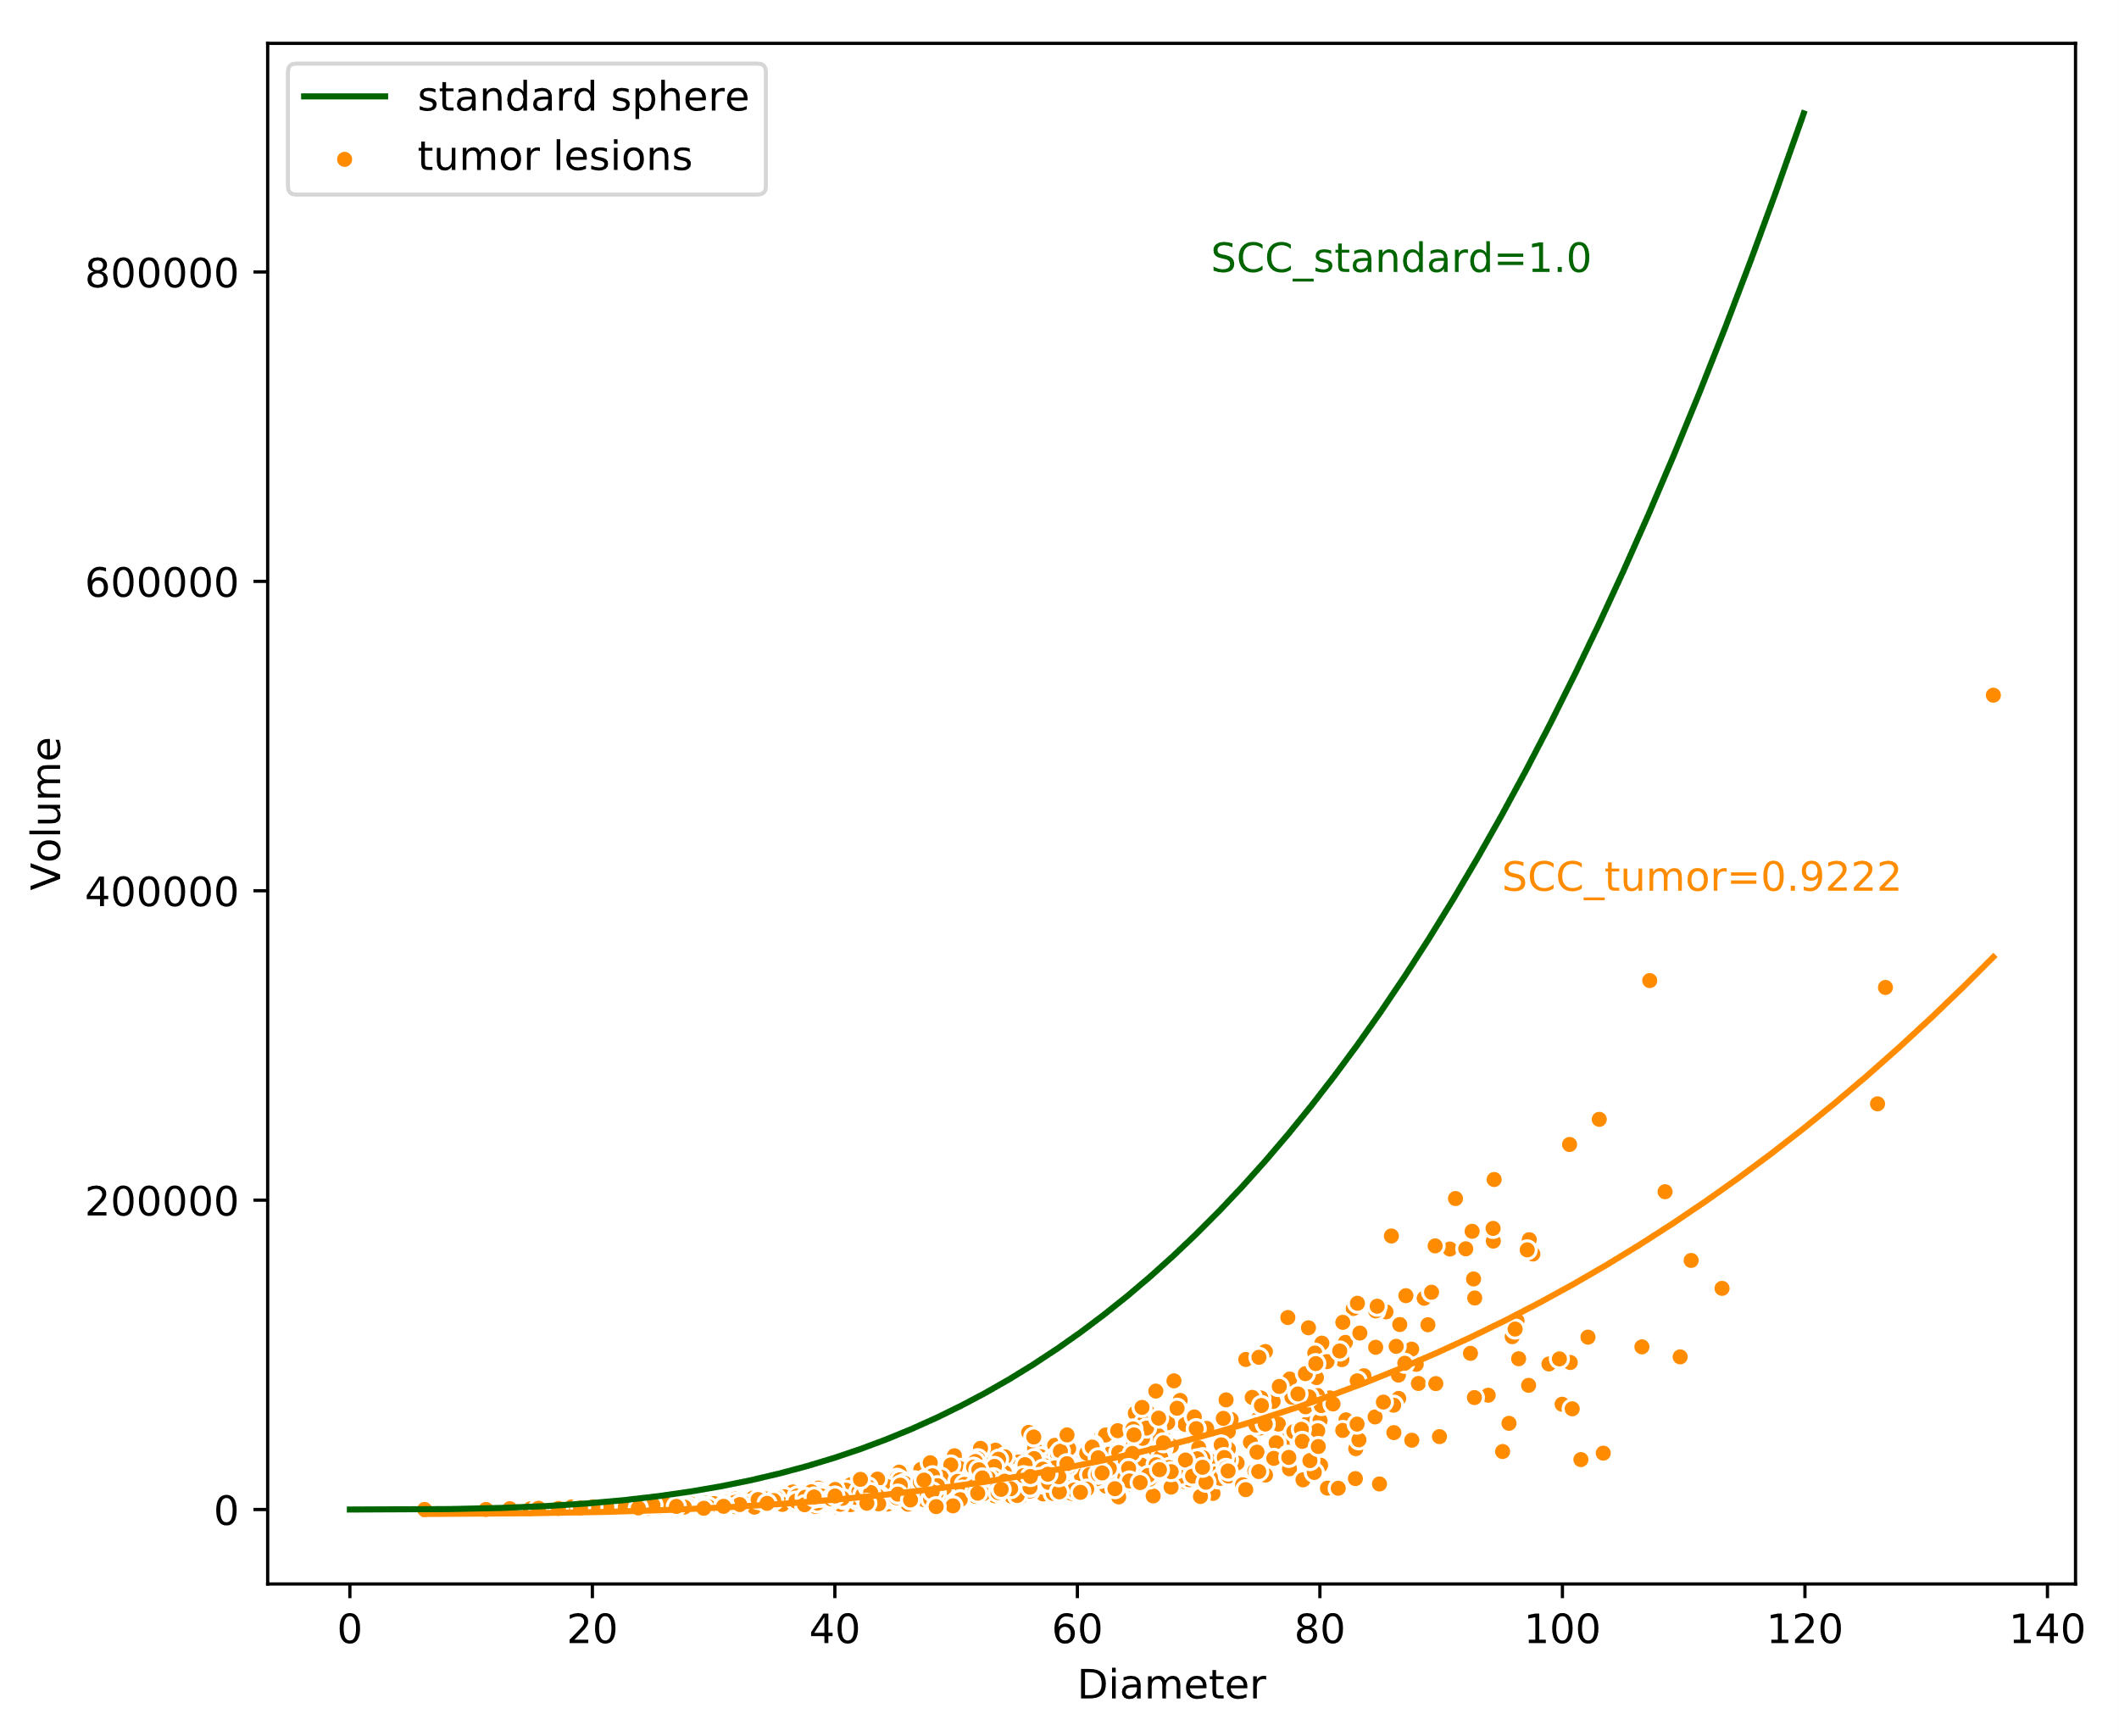 standard sphere
tumor lesions
SCC_standard=1.0
SCC_tumor=0.9222
Volume
800000
600000
400000
200000
0
0 20 40 60 80 100 120 140
Diameter